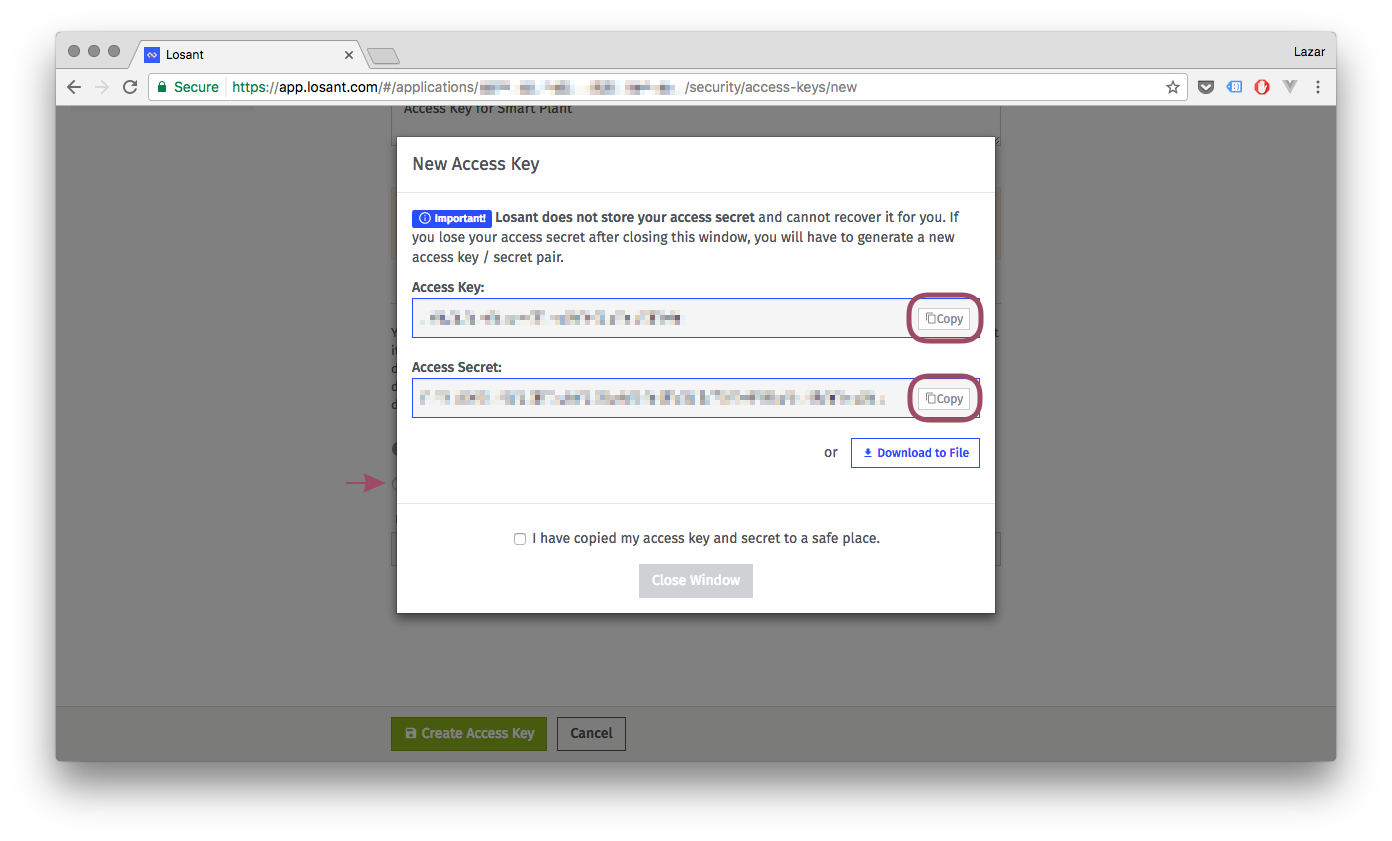 Losant
Lazar
Secure https://app.losant.com/#/applications/ /security/access-keys/new
Access Key for Smart Plant
New Access Key
Important! Losant does not store your access secret and cannot recover it for you. If
you lose your access secret after closing this window, you will have to generate a new
access key / secret pair.
Access Key:
Copy
Access Secret:
Copy
or Download to File
I have copied my access key and secret to a safe place.
Close Window
Create Access Key Cancel